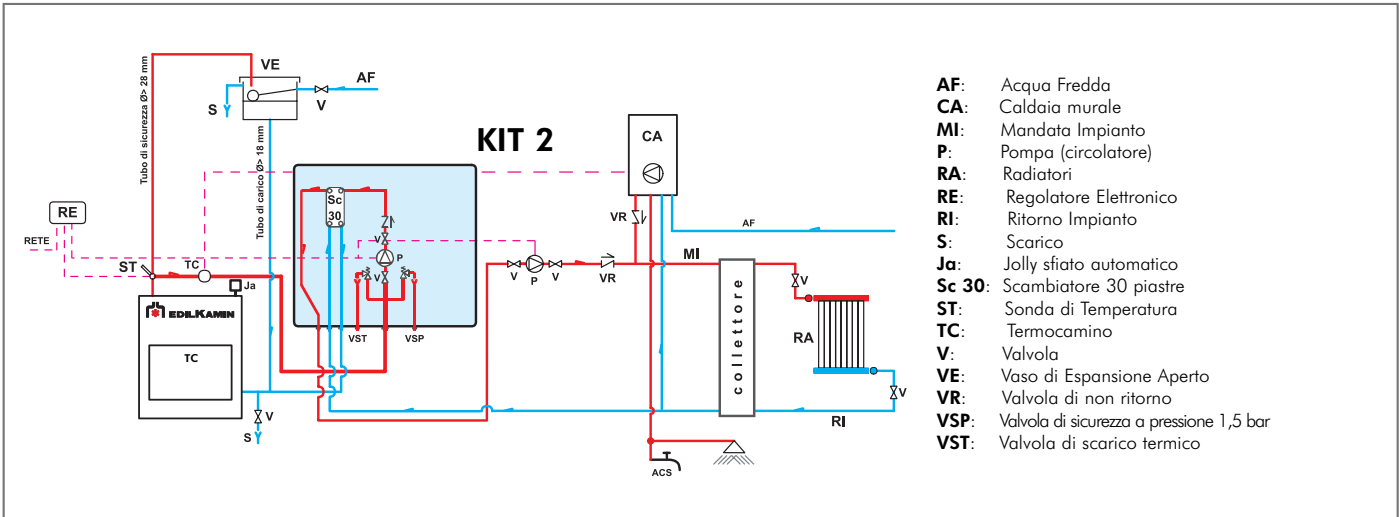 VE
AF
S
V
Tubo di sicurezza Ø> 28 mm
Tubo di carico Ø> 18 mm
KIT 2
CA
Sc
30
RE
RETE
ST
TC
Ja
EDILKAMIN
TC
V
P
V
VST
VSP
V
P
V
VR
VR
AF
MI
collettore
V
RA
V
RI
V
S
ACS
AF: Acqua Fredda
CA: Caldaia murale
MI: Mandata Impianto
P: Pompa (circolatore)
RA: Radiatori
RE: Regolatore Elettronico
RI: Ritorno Impianto
S: Scarico
Ja: Jolly sfiato automatico
Sc 30: Scambiatore 30 piastre
ST: Sonda di Temperatura
TC: Termocamino
V: Valvola
VE: Vaso di Espansione Aperto
VR: Valvola di non ritorno
VSP: Valvola di sicurezza a pressione 1,5 bar
VST: Valvola di scarico termico